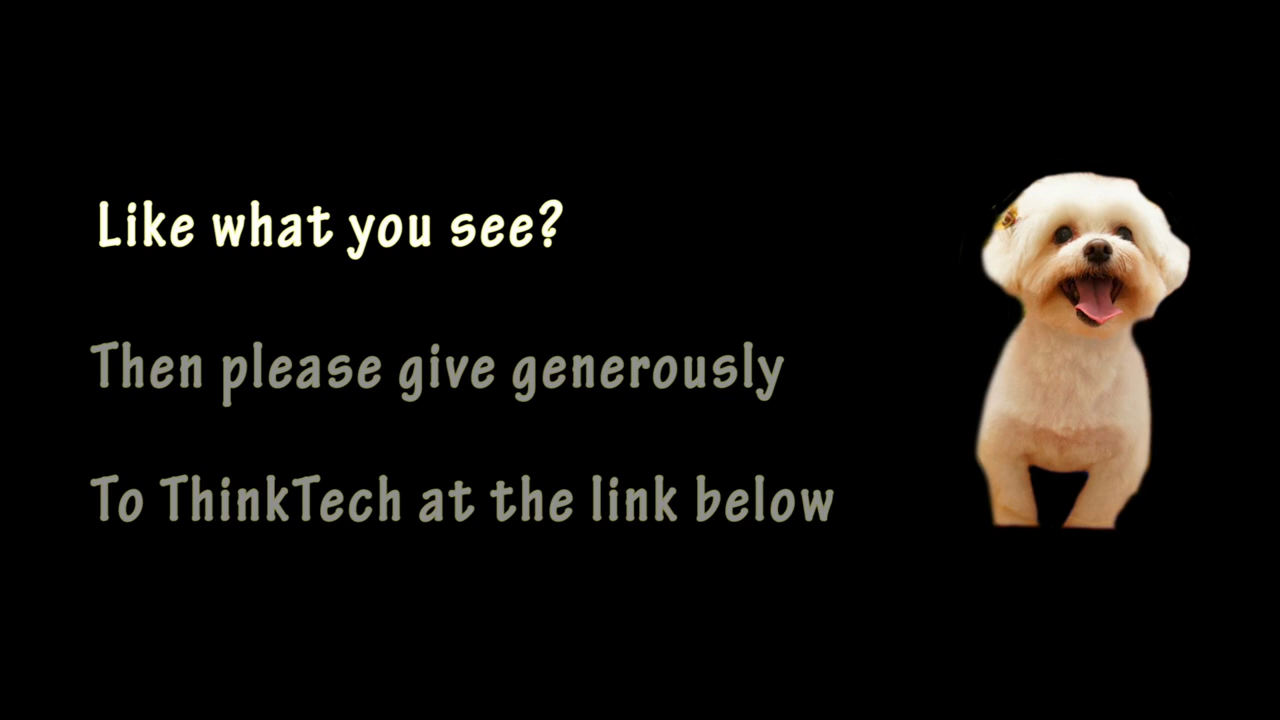 Like what you see?
Then please give generously
To ThinkTech at the link below